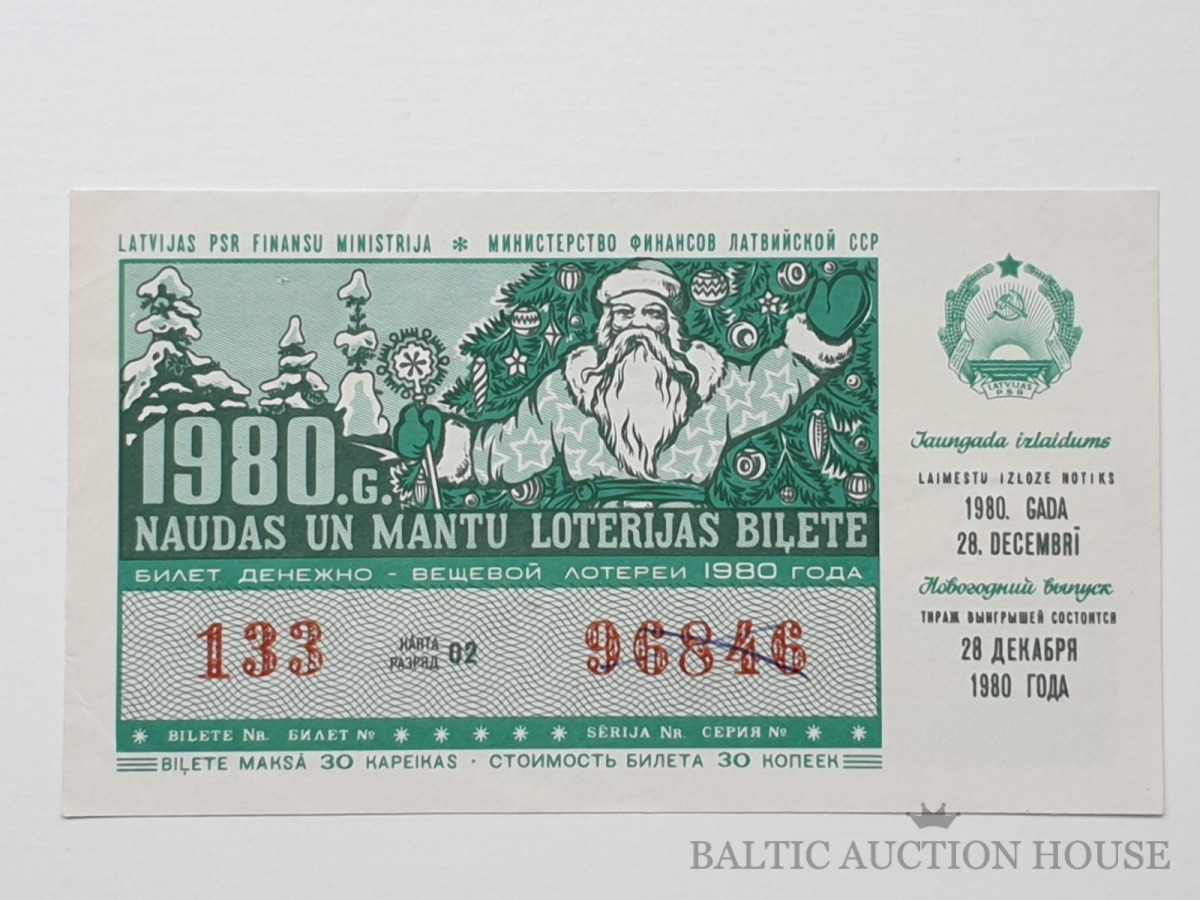 LATVIJAS PSR FINANSU MINISTRIJA * МИНИСТЕРСТВО ФИНАНСОВ ЛАТВИЙСКОЙ ССР
1980.G.
NAUDAS UN MANTU LOTERIJAS BIĻETE
БИЛЕТ ДЕНЕЖНО - ВЕЩЕВОЙ ЛОТЕРЕИ 1980 ГОДА
133 KĀRTA РАЗРЯД 02 96846
* BIĻETE NR. БИЛЕТ № * * * * * SĒRIJA NR. СЕРИЯ № * *
BIĻETE MAKSĀ 30 KAPEIKAS · СТОИМОСТЬ БИЛЕТА 30 КОПЕЕК
LATVIJAS
PSR
Jaungada izlaidums
LAIMESTU IZLOZE NOTIKS
1980. GADA
28. DECEMBRĪ
Новогодний выпуск
ТИРАЖ ВЫИГРЫШЕЙ СОСТОИТСЯ
28 ДЕКАБРЯ
1980 ГОДА
BALTIC AUCTION HOUSE